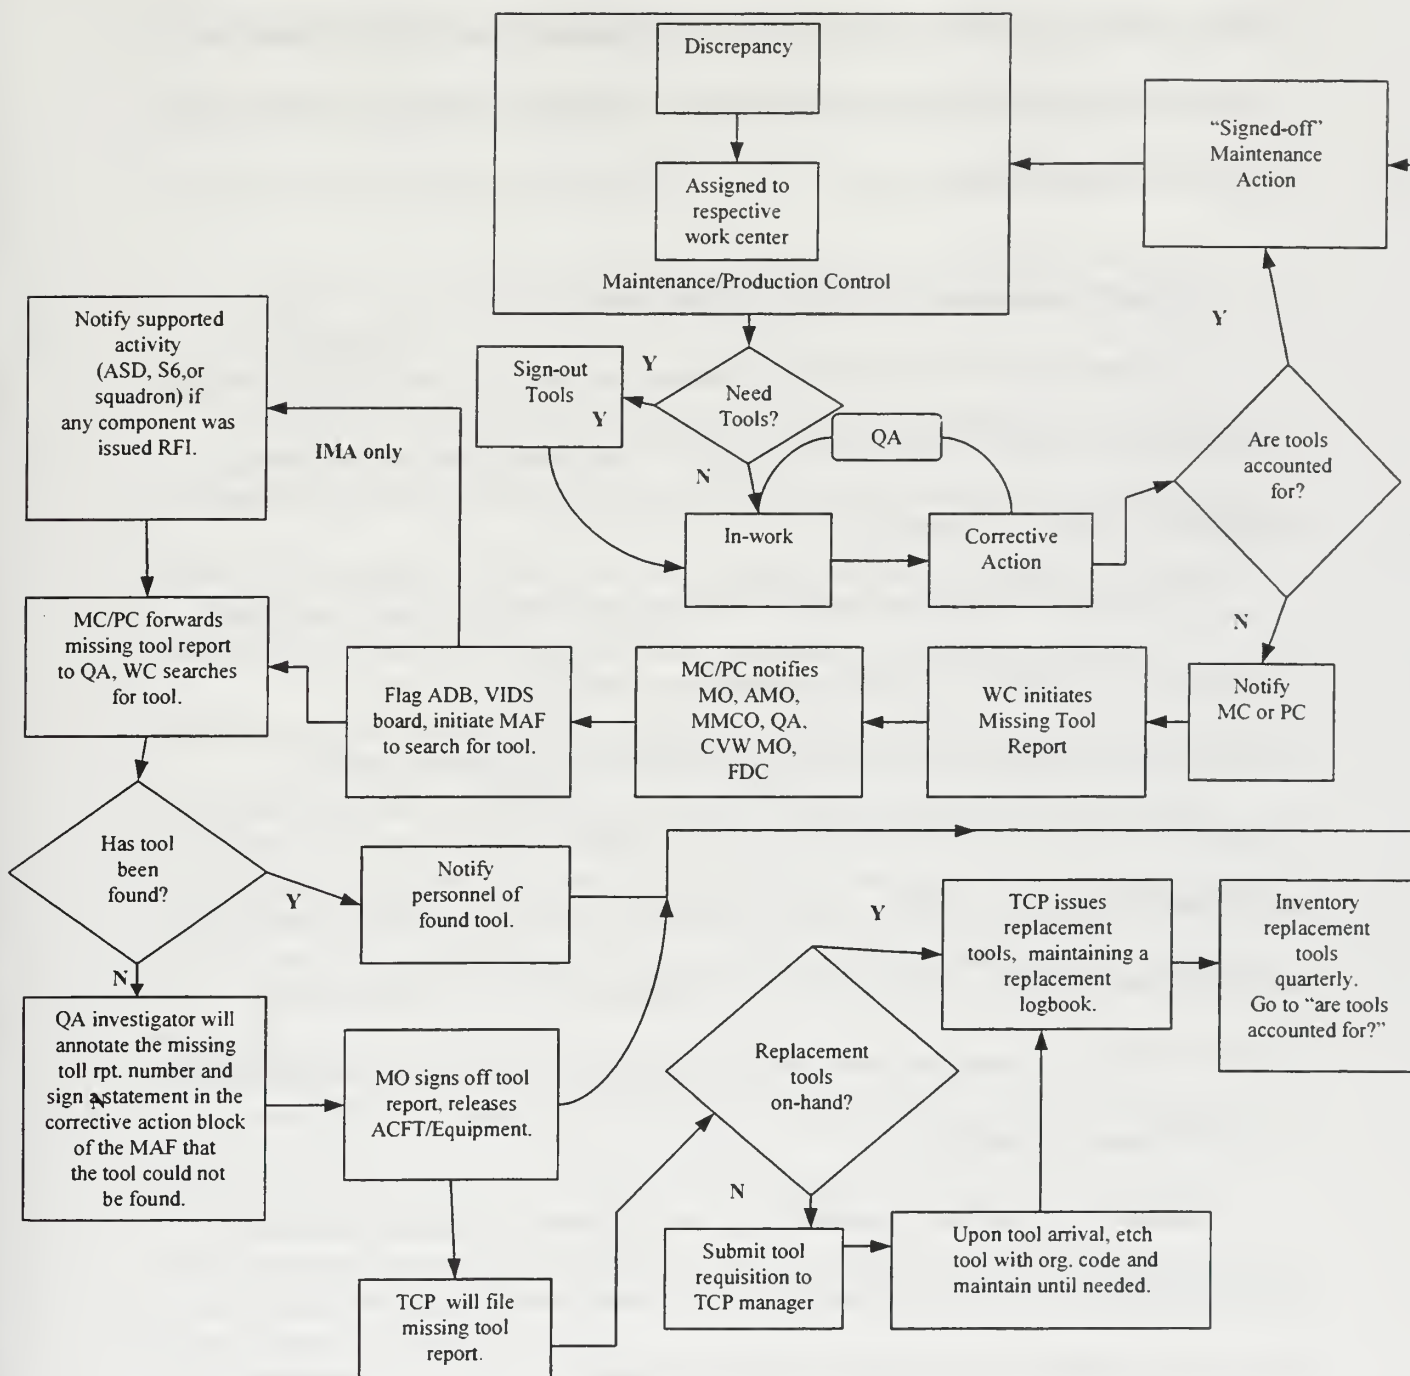 Discrepancy
Assigned to
respective
work center
Maintenance/Production Control
"Signed-off"
Maintenance
Action
Notify supported
activity
(ASD, S6,or
squadron) if
any component was
issued RFI.
IMA only
Sign-out
Tools
Y
Y
Need
Tools?
N
QA
In-work
Corrective
Action
Y
Are tools
accounted
for?
N
MC/PC forwards
missing tool report
to QA, WC searches
for tool.
Flag ADB, VIDS
board, initiate MAF
to search for tool.
MC/PC notifies
MO, AMO,
MMCO, QA,
CVW MO,
FDC
WC initiates
Missing Tool
Report
Notify
MC or PC
Has tool
been
found?
Y
N
Notify
personnel of
found tool.
QA investigator will
annotate the missing
toll rpt. number and
sign a statement in the
N
corrective action block
of the MAF that
the tool could not
be found.
MO signs off tool
report, releases
ACFT/Equipment.
TCP will file
missing tool
report.
Replacement
tools
on-hand?
Y
N
TCP issues
replacement
tools, maintaining a
replacement
logbook.
Inventory
replacement
tools
quarterly.
Go to "are tools
accounted for?"
Submit tool
requisition to
TCP manager
Upon tool arrival, etch
tool with org. code and
maintain until needed.